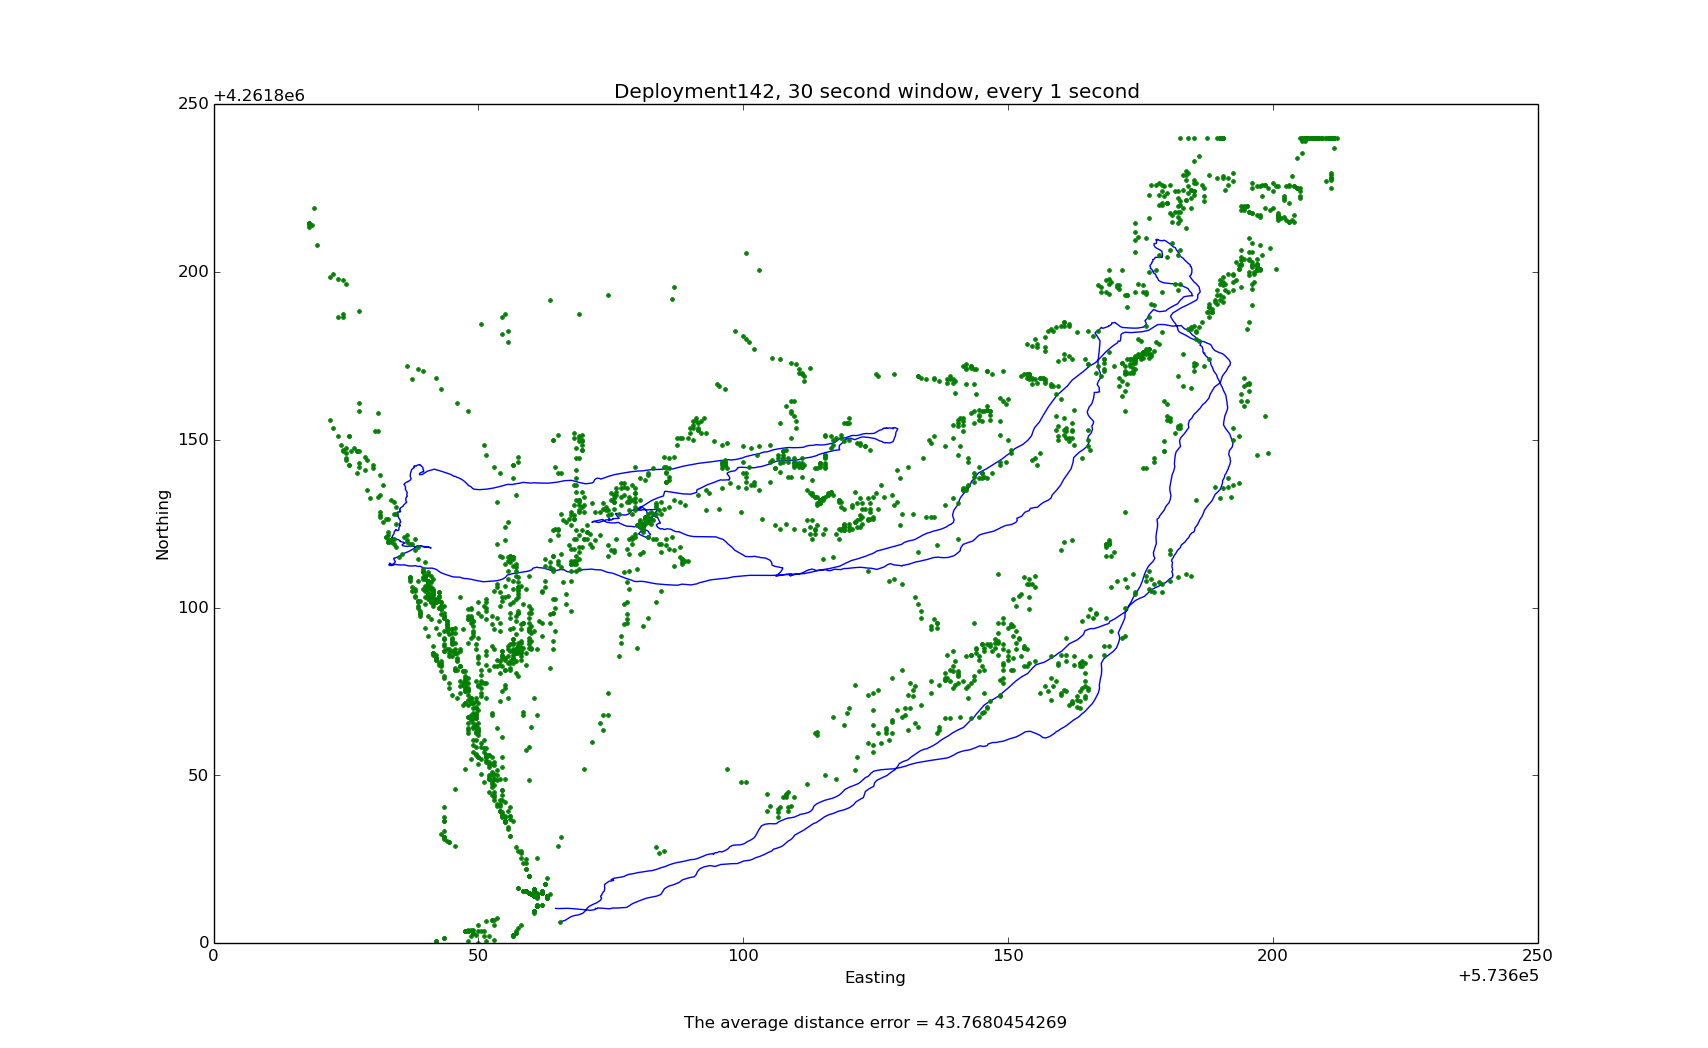 Deployment142, 30 second window, every 1 second
+4.2618e6
250
200
150
100
50
0
Northing
0 50 100 150 200 250
Easting
+5.736e5
The average distance error = 43.7680454269